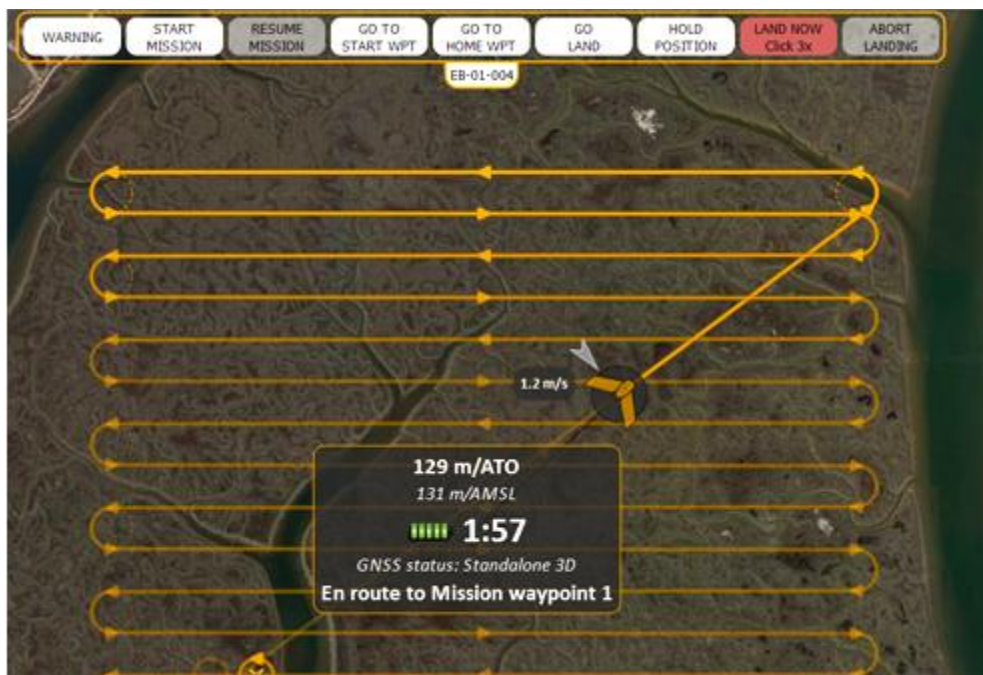 WARNING
START
MISSION
RESUME
MISSION
GO TO
START WPT
GO TO
HOME WPT
GO
LAND
HOLD
POSITION
LAND NOW
Click 3x
ABORT
LANDING
EB-01-004
1.2 m/s
129 m/ATO
131 m/AMSL
1:57
GNSS status: Standalone 3D
En route to Mission waypoint 1